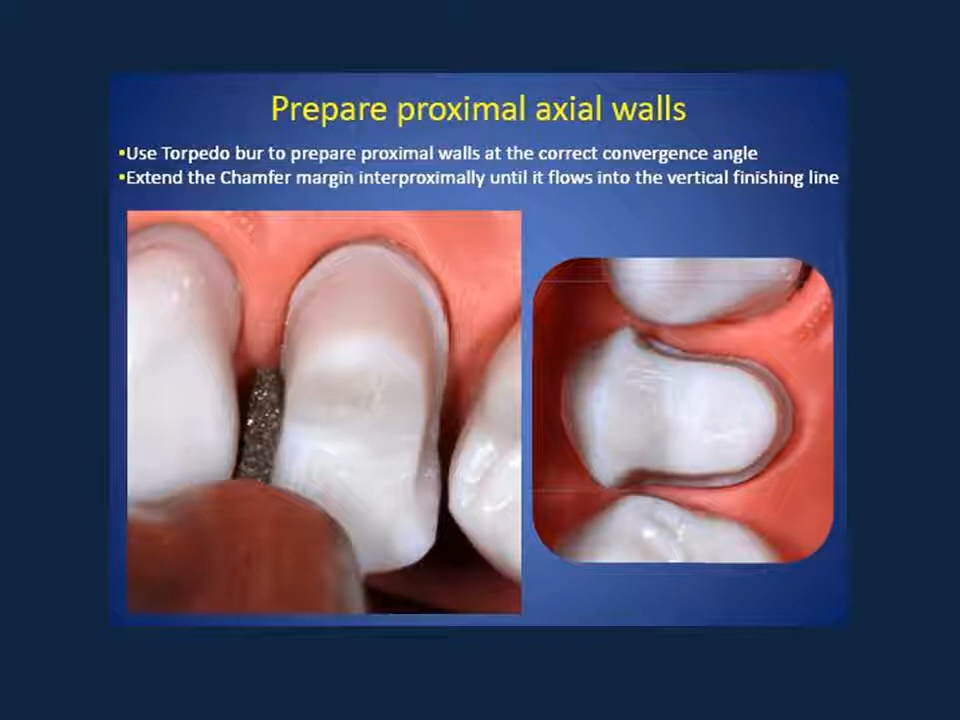 Prepare proximal axial walls
•Use Torpedo bur to prepare proximal walls at the correct convergence angle
•Extend the Chamfer margin interproximally until it flows into the vertical finishing line